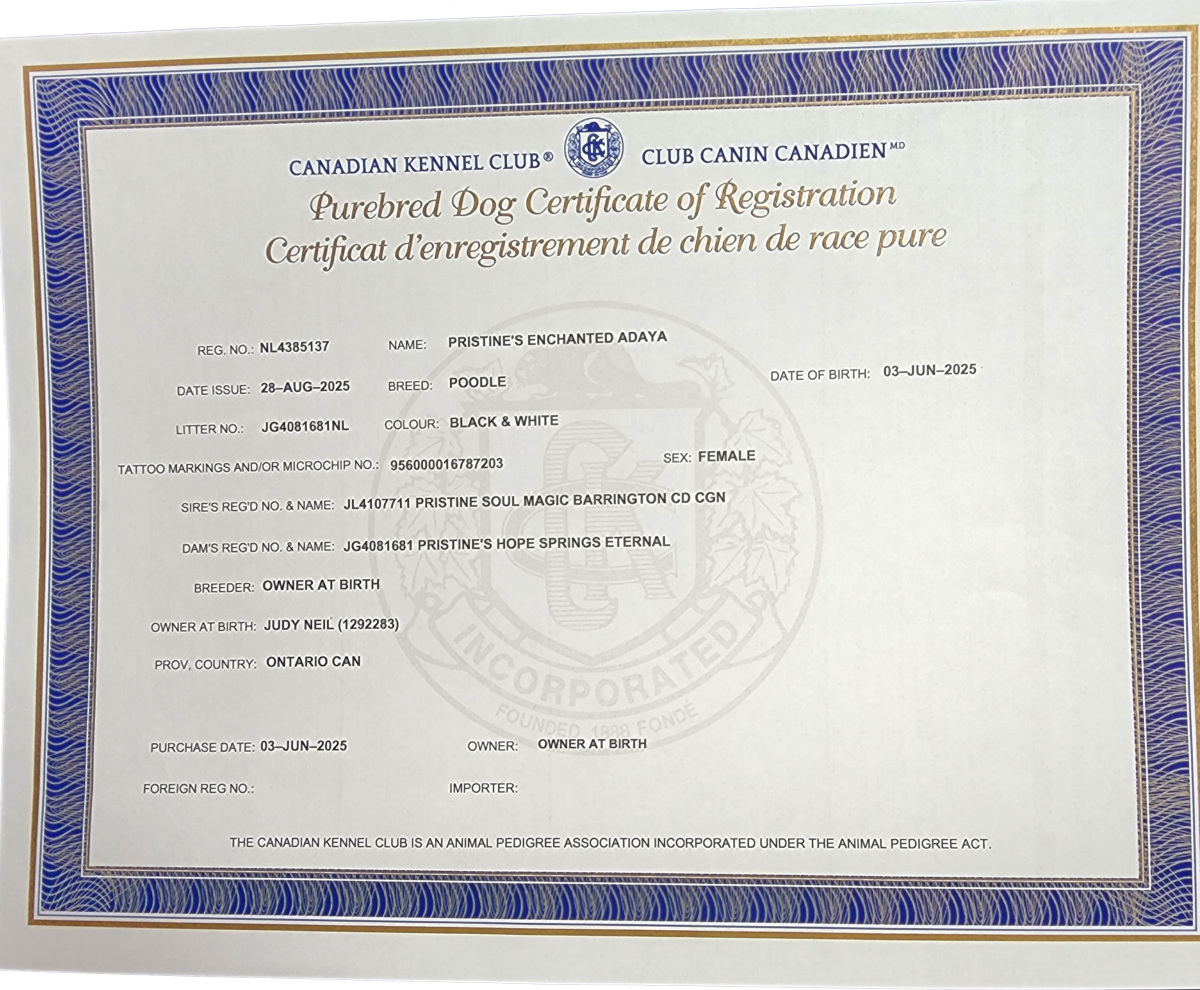 CANADIAN KENNEL CLUB® CLUB CANIN CANADIEN MD
Purebred Dog Certificate of Registration
Certificat d'enregistrement de chien de race pure
REG. NO.: NL4385137 NAME: PRISTINE'S ENCHANTED ADAYA
DATE ISSUE: 28–AUG–2025 BREED: POODLE DATE OF BIRTH: 03–JUN–2025
LITTER NO.: JG4081681NL COLOUR: BLACK & WHITE
TATTOO MARKINGS AND/OR MICROCHIP NO.: 956000016787203 SEX: FEMALE
SIRE'S REG'D NO. & NAME: JL4107711 PRISTINE SOUL MAGIC BARRINGTON CD CGN
DAM'S REG'D NO. & NAME: JG4081681 PRISTINE'S HOPE SPRINGS ETERNAL
BREEDER: OWNER AT BIRTH
OWNER AT BIRTH: JUDY NEIL (1292283)
PROV, COUNTRY: ONTARIO CAN
INCORPORATED
FOUNDED 1888 FONDÉ
PURCHASE DATE: 03–JUN–2025 OWNER: OWNER AT BIRTH
FOREIGN REG NO.: IMPORTER:
THE CANADIAN KENNEL CLUB IS AN ANIMAL PEDIGREE ASSOCIATION INCORPORATED UNDER THE ANIMAL PEDIGREE ACT.